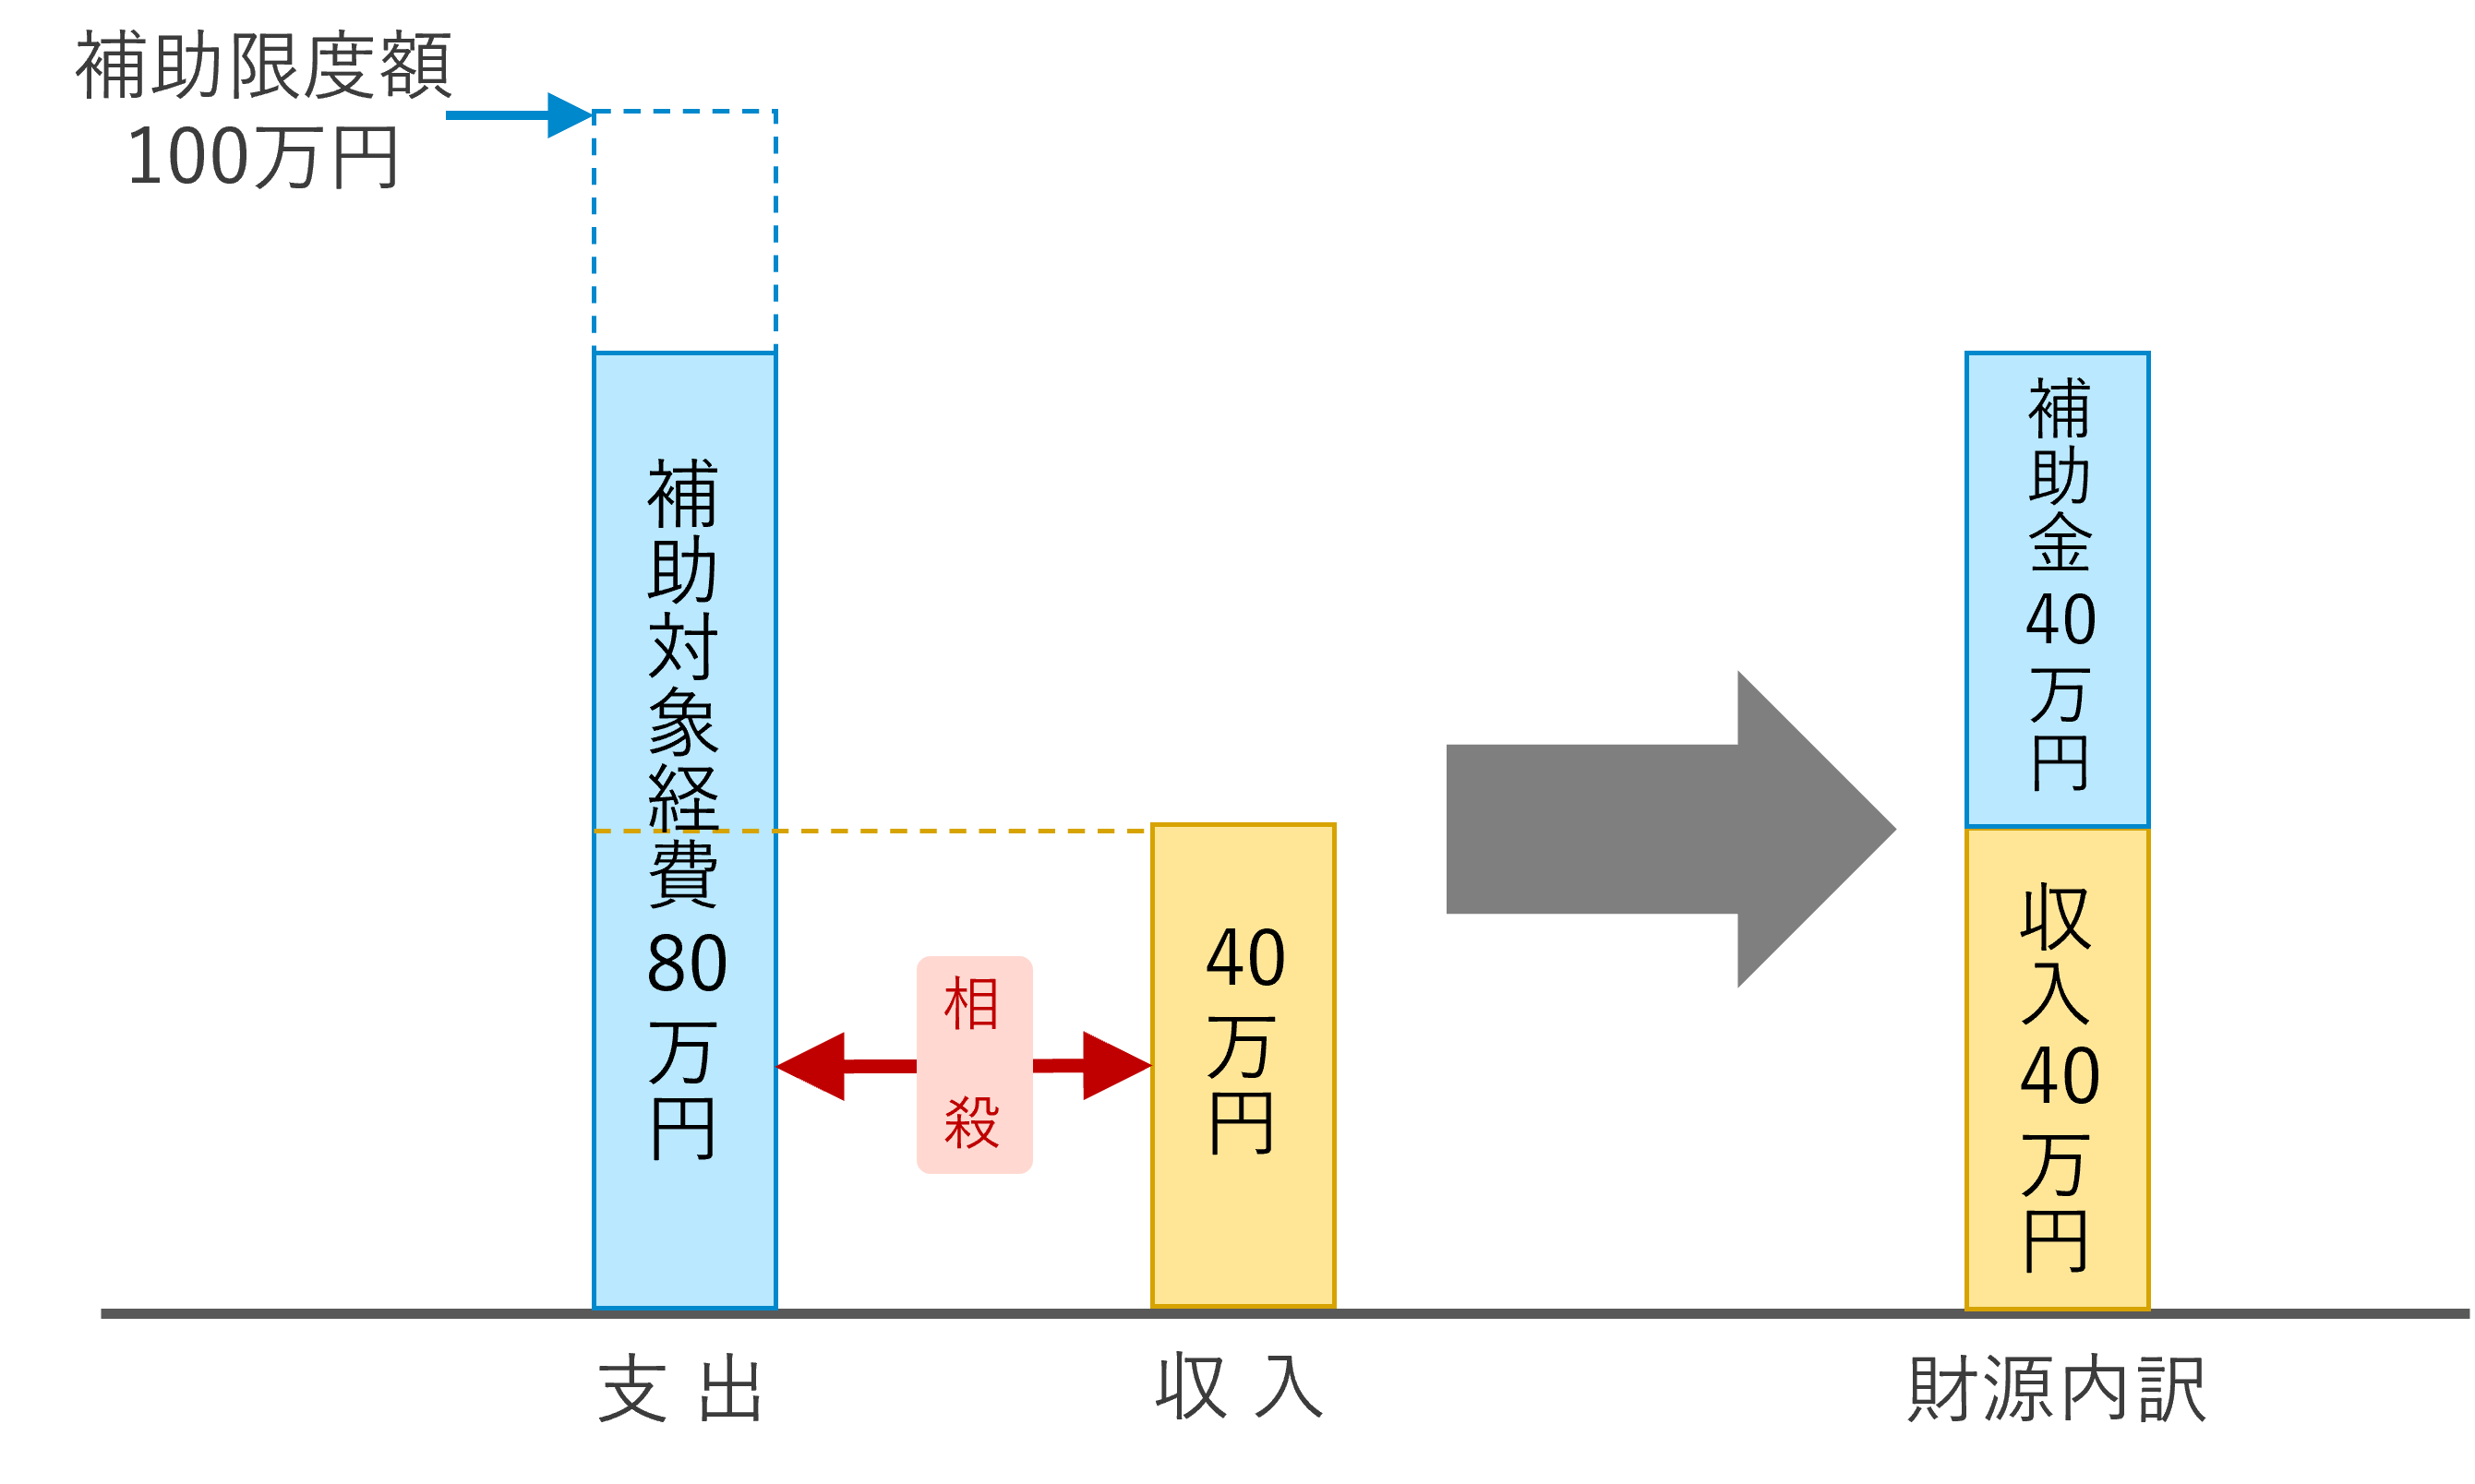 補助限度額
100万円
補助対象経費80万円
相殺
40万円
補助金40万円
収入40万円
支出
収入
財源内訳